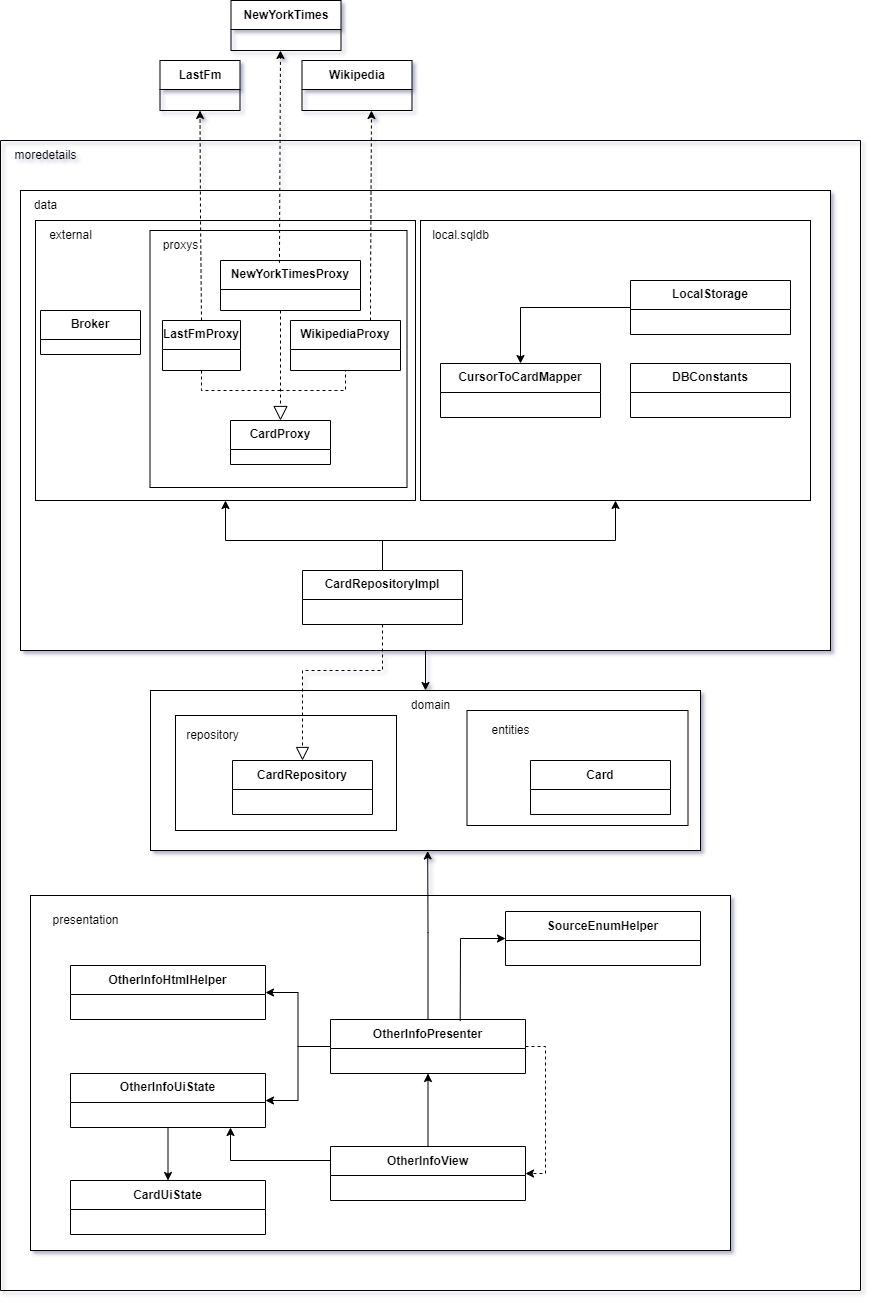 NewYorkTimes
LastFm
Wikipedia
moredetails
data
external
proxys
local.sqldb
NewYorkTimesProxy
LocalStorage
Broker
LastFmProxy
WikipediaProxy
CursorToCardMapper
DBConstants
CardProxy
CardRepositoryImpl
domain
repository
entities
CardRepository
Card
presentation
SourceEnumHelper
OtherInfoHtmlHelper
OtherInfoPresenter
OtherInfoUiState
OtherInfoView
CardUiState